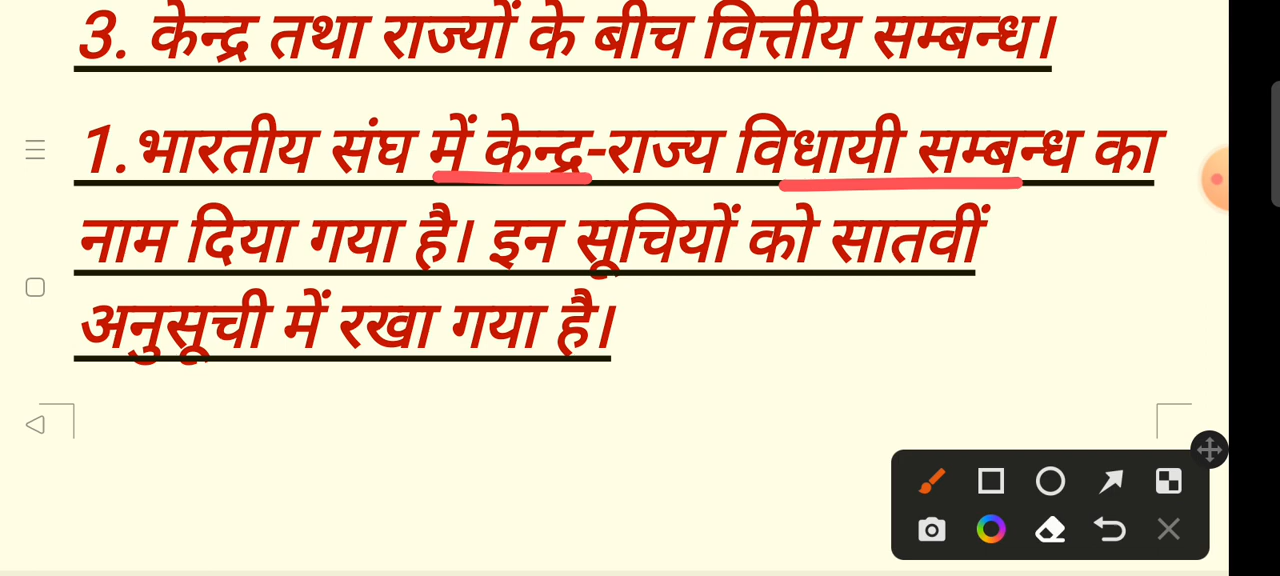 3. केन्द्र तथा राज्यों के बीच वित्तीय सम्बन्ध।
1.भारतीय संघ में केन्द्र-राज्य विधायी सम्बन्ध का
नाम दिया गया है। इन सूचियों को सातवीं
अनुसूची में रखा गया है।